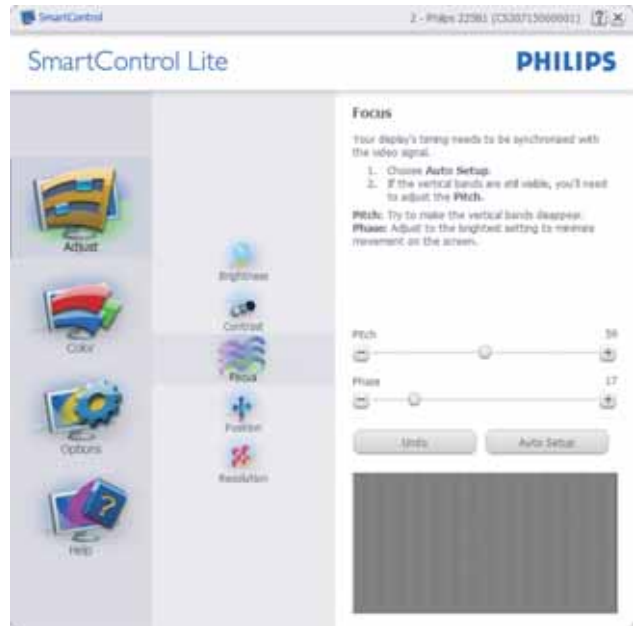 SmartControl
2 - Philips 225B1
SmartControl Lite
PHILIPS
Adjust
Color
Options
Help
Brightness
Contrast
Focus
Position
Resolution
Focus
Your display's timing needs to be synchronized with
the video signal.
1. Choose Auto Setup.
2. If the vertical bands are still visible, you'll need
to adjust the Pitch.
Pitch: Try to make the vertical bands disappear.
Phase: Adjust to the brightest setting to minimize
movement on the screen.
Pitch 50
Phase 17
Undo Auto Setup